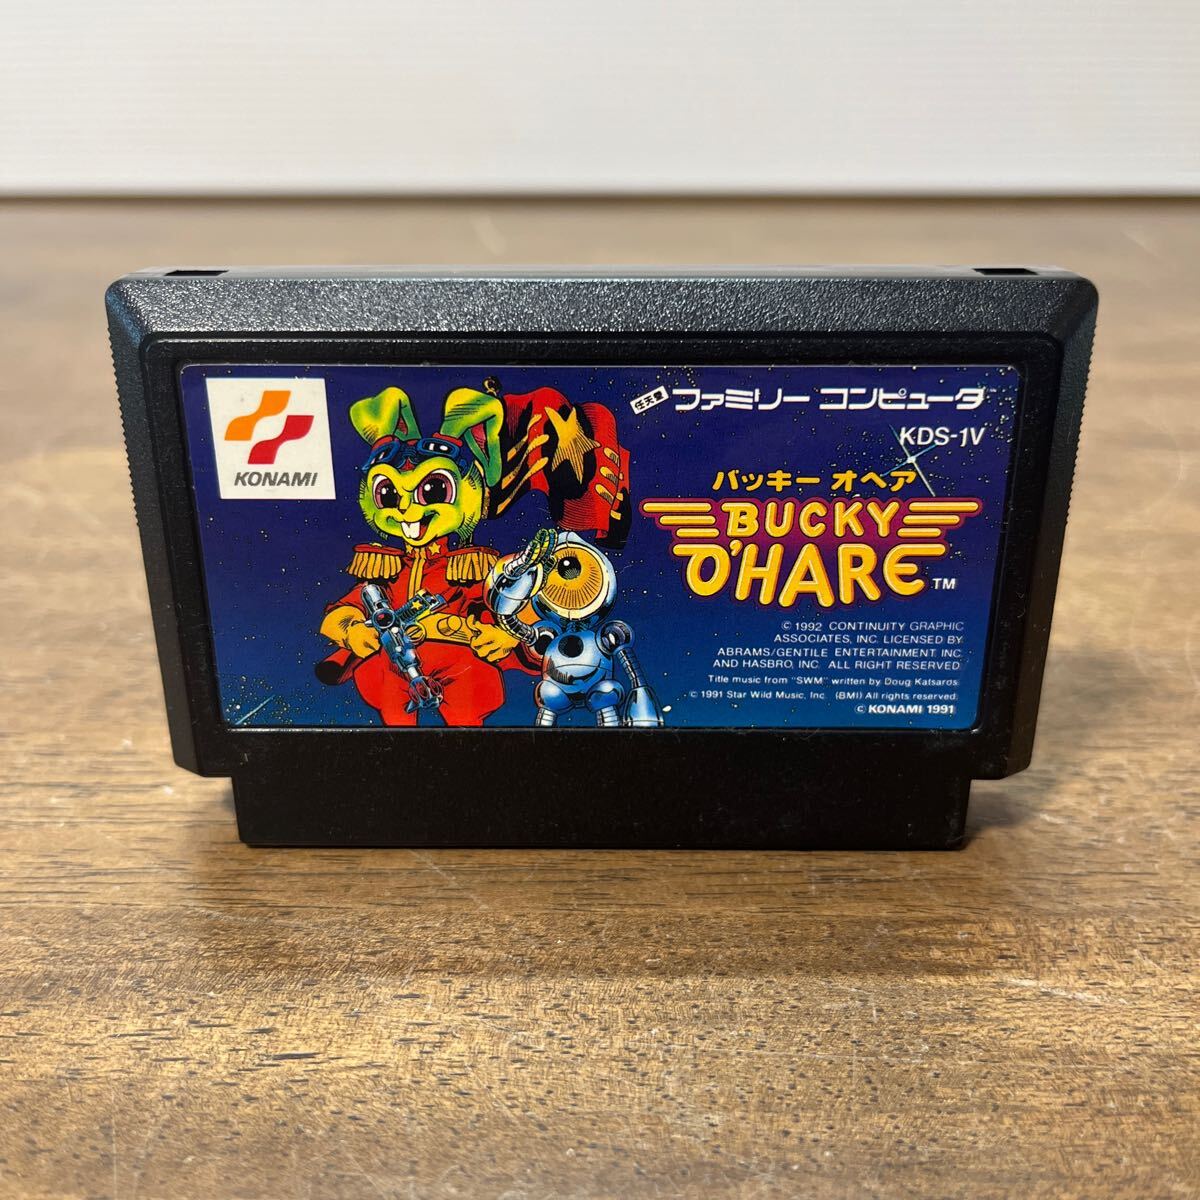 KONAMI
任天堂 ファミリーコンピュータ
KDS-1V
バッキー オヘア
BUCKY
O'HARE TM
© 1992 CONTINUITY GRAPHIC
ASSOCIATES, INC. LICENSED BY
ABRAMS/GENTILE ENTERTAINMENT INC.
AND HASBRO, INC. ALL RIGHT RESERVED.
Title music from "SWM" written by Doug Katsaros
© 1991 Star Wild Music, Inc. (BMI) All rights reserved.
© KONAMI 1991